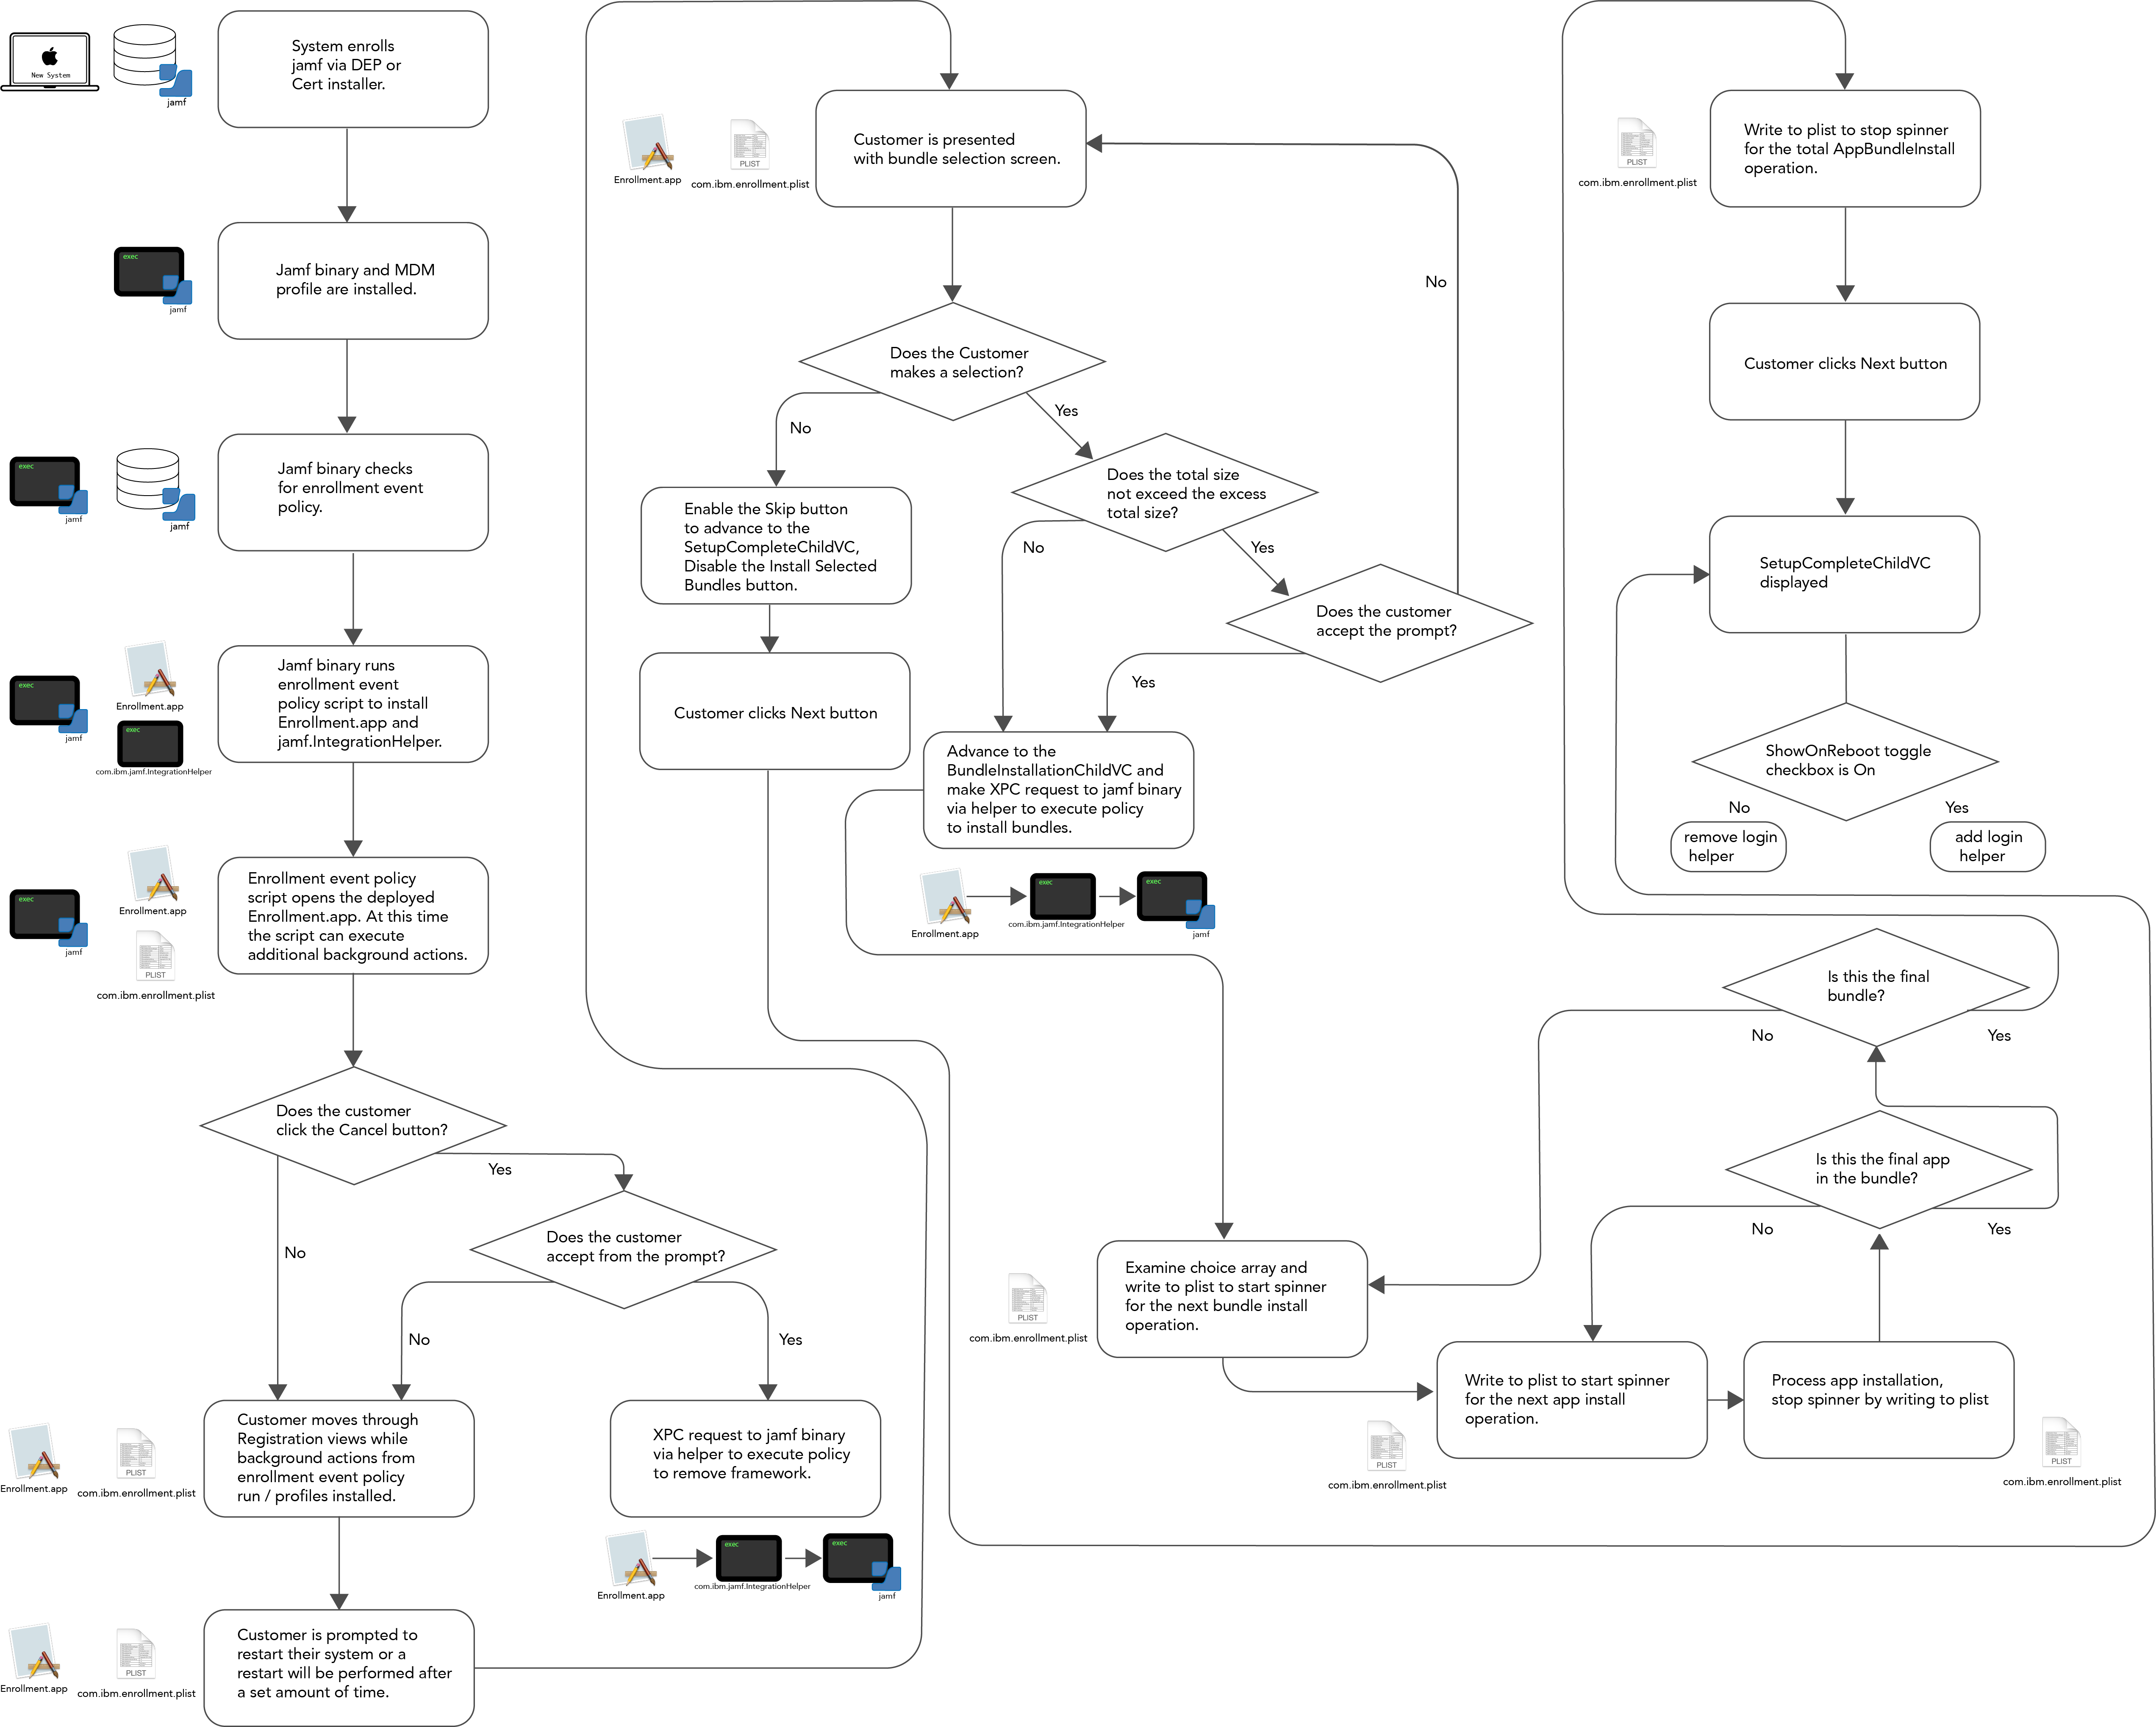 New System
jamf
System enrolls
jamf via DEP or
Cert installer.
exec
jamf
Jamf binary and MDM
profile are installed.
exec
jamf
jamf
Jamf binary checks
for enrollment event
policy.
exec
jamf
Enrollment.app
exec
com.ibm.jamf.IntegrationHelper
Jamf binary runs
enrollment event
policy script to install
Enrollment.app and
jamf.IntegrationHelper.
exec
jamf
Enrollment.app
PLIST
com.ibm.enrollment.plist
Enrollment event policy
script opens the deployed
Enrollment.app. At this time
the script can execute
additional background actions.
Does the customer
click the Cancel button?
Yes
No
Does the customer
accept from the prompt?
No
Yes
Enrollment.app
PLIST
com.ibm.enrollment.plist
Customer moves through
Registration views while
background actions from
enrollment event policy
run / profiles installed.
XPC request to jamf binary
via helper to execute policy
to remove framework.
Enrollment.app
exec
com.ibm.jamf.IntegrationHelper
exec
jamf
Enrollment.app
PLIST
com.ibm.enrollment.plist
Customer is prompted to
restart their system or a
restart will be performed after
a set amount of time.
Enrollment.app
PLIST
com.ibm.enrollment.plist
Customer is presented
with bundle selection screen.
No
Does the Customer
makes a selection?
No
Yes
Enable the Skip button
to advance to the
SetupCompleteChildVC,
Disable the Install Selected
Bundles button.
Does the total size
not exceed the excess
total size?
No
Yes
Does the customer
accept the prompt?
Yes
Customer clicks Next button
Advance to the
BundleInstallationChildVC and
make XPC request to jamf binary
via helper to execute policy
to install bundles.
Enrollment.app
exec
com.ibm.jamf.IntegrationHelper
exec
jamf
PLIST
com.ibm.enrollment.plist
Examine choice array and
write to plist to start spinner
for the next bundle install
operation.
PLIST
com.ibm.enrollment.plist
Write to plist to start spinner
for the next app install
operation.
Process app installation,
stop spinner by writing to plist
PLIST
com.ibm.enrollment.plist
Is this the final app
in the bundle?
No
Yes
Is this the final
bundle?
No
Yes
PLIST
com.ibm.enrollment.plist
Write to plist to stop spinner
for the total AppBundleInstall
operation.
Customer clicks Next button
SetupCompleteChildVC
displayed
ShowOnReboot toggle
checkbox is On
No
Yes
remove login
helper
add login
helper